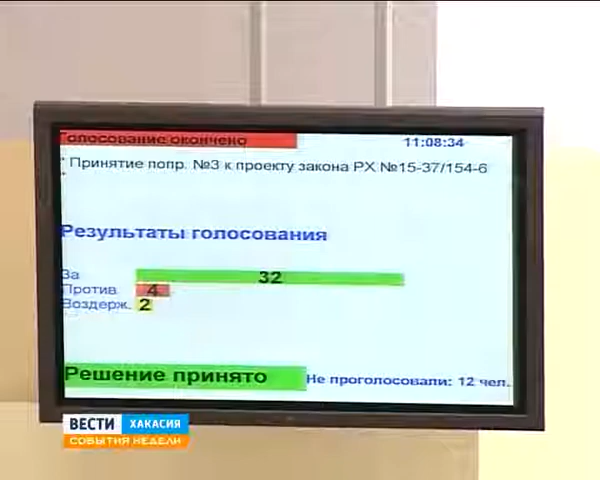 Голосование окончено 11:08:34
Принятие попр. №3 к проекту закона РХ №15-37/154-6
Результаты голосования
За 32
Против 4
Воздерж. 2
Решение принято Не проголосовали: 12 чел.
ВЕСТИ ХАКАСИЯ
СОБЫТИЯ НЕДЕЛИ